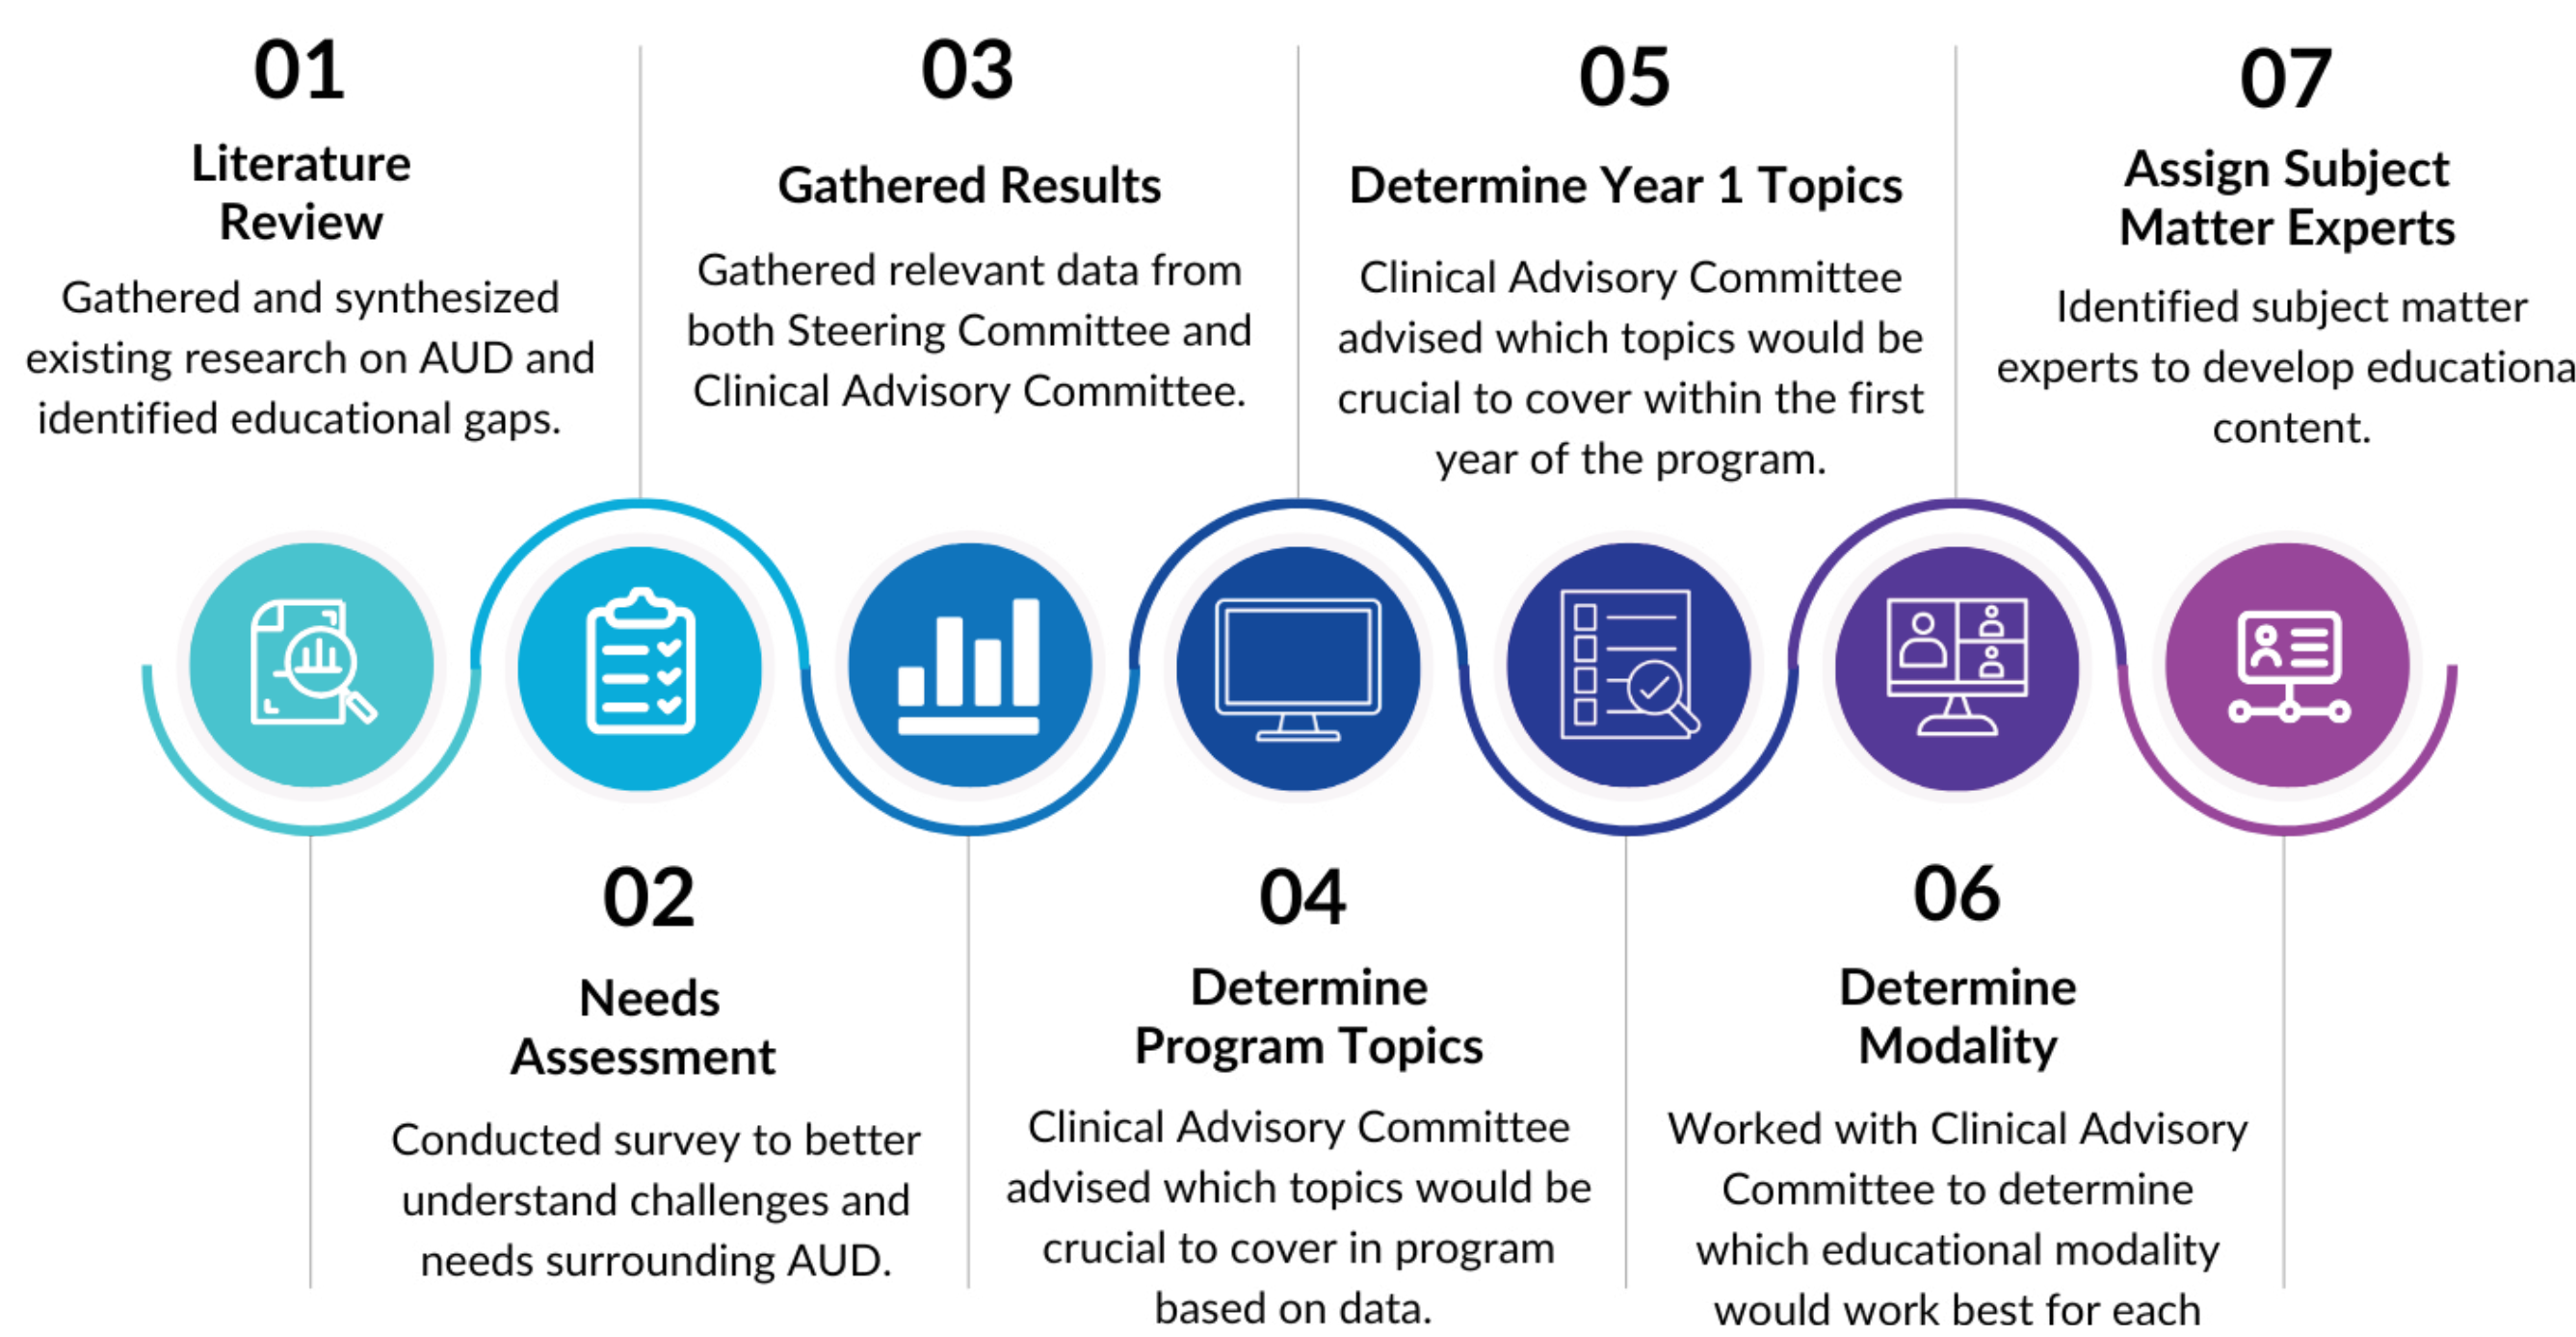 01
Literature
Review
Gathered and synthesized
existing research on AUD and
identified educational gaps.
02
Needs
Assessment
Conducted survey to better
understand challenges and
needs surrounding AUD.
03
Gathered Results
Gathered relevant data from
both Steering Committee and
Clinical Advisory Committee.
04
Determine
Program Topics
Clinical Advisory Committee
advised which topics would be
crucial to cover in program
based on data.
05
Determine Year 1 Topics
Clinical Advisory Committee
advised which topics would be
crucial to cover within the first
year of the program.
06
Determine
Modality
Worked with Clinical Advisory
Committee to determine
which educational modality
would work best for each
07
Assign Subject
Matter Experts
Identified subject matter
experts to develop educationa
content.